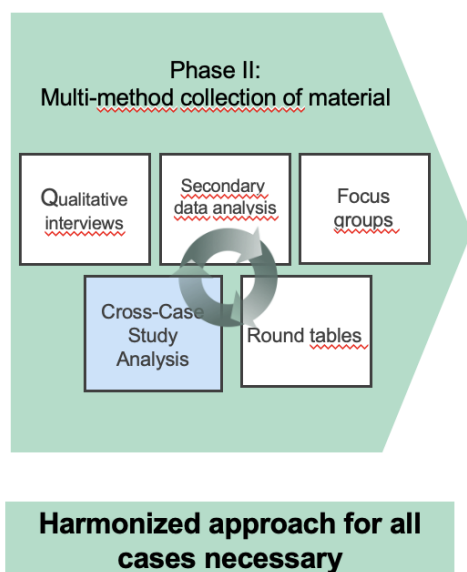 Phase II:
Multi-method collection of material
Qualitative
interviews
Secondary
data analysis
Focus
groups
Cross-Case
Study
Analysis
Round tables
Harmonized approach for all
cases necessary